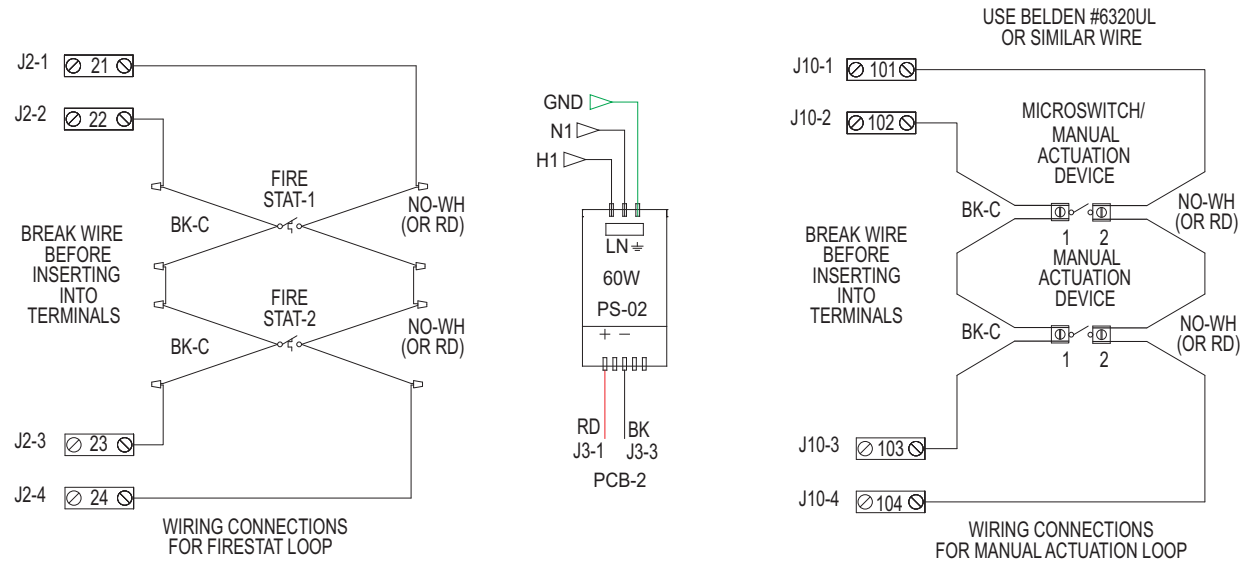 J2-1
21
J2-2
22
FIRE
STAT-1
BK-C
NO-WH
(OR RD)
BREAK WIRE
BEFORE
INSERTING
INTO
TERMINALS
FIRE
STAT-2
BK-C
NO-WH
(OR RD)
J2-3
23
J2-4
24
WIRING CONNECTIONS
FOR FIRESTAT LOOP
GND
N1
H1
LN
60W
PS-02
+ –
RD
BK
J3-1
J3-3
PCB-2
USE BELDEN #6320UL
OR SIMILAR WIRE
J10-1
101
J10-2
102
MICROSWITCH/
MANUAL
ACTUATION
DEVICE
BK-C
NO-WH
(OR RD)
1 2
BREAK WIRE
BEFORE
INSERTING
INTO
TERMINALS
MANUAL
ACTUATION
DEVICE
BK-C
NO-WH
(OR RD)
1 2
J10-3
103
J10-4
104
WIRING CONNECTIONS
FOR MANUAL ACTUATION LOOP